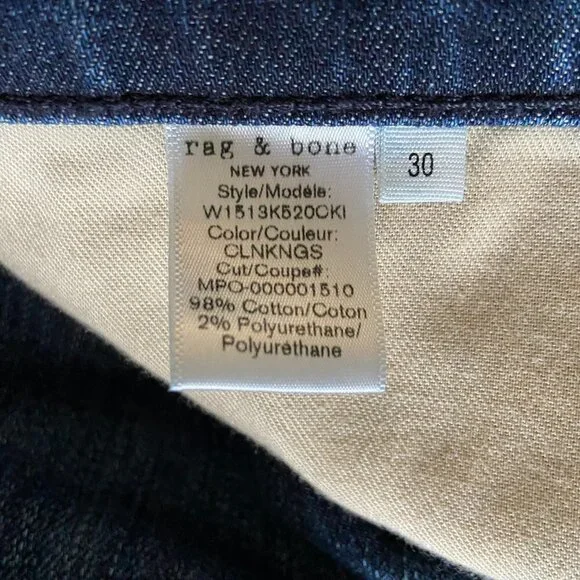 rag & bone
NEW YORK
Style/Modéle:
W1513K520CKI
Color/Couleur:
CLNKNGS
Cut/Coupe#:
MPO-000001510
98% Cotton/Coton
2% Polyurethane/
Polyuréthane
30